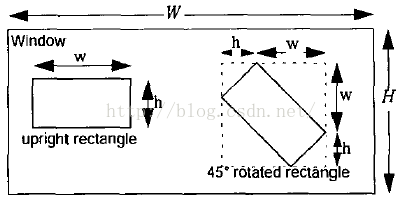 W
Window
w
h
upright rectangle
http://blog.csdn.net/
h
w
w
h
45° rotated rectangle
H